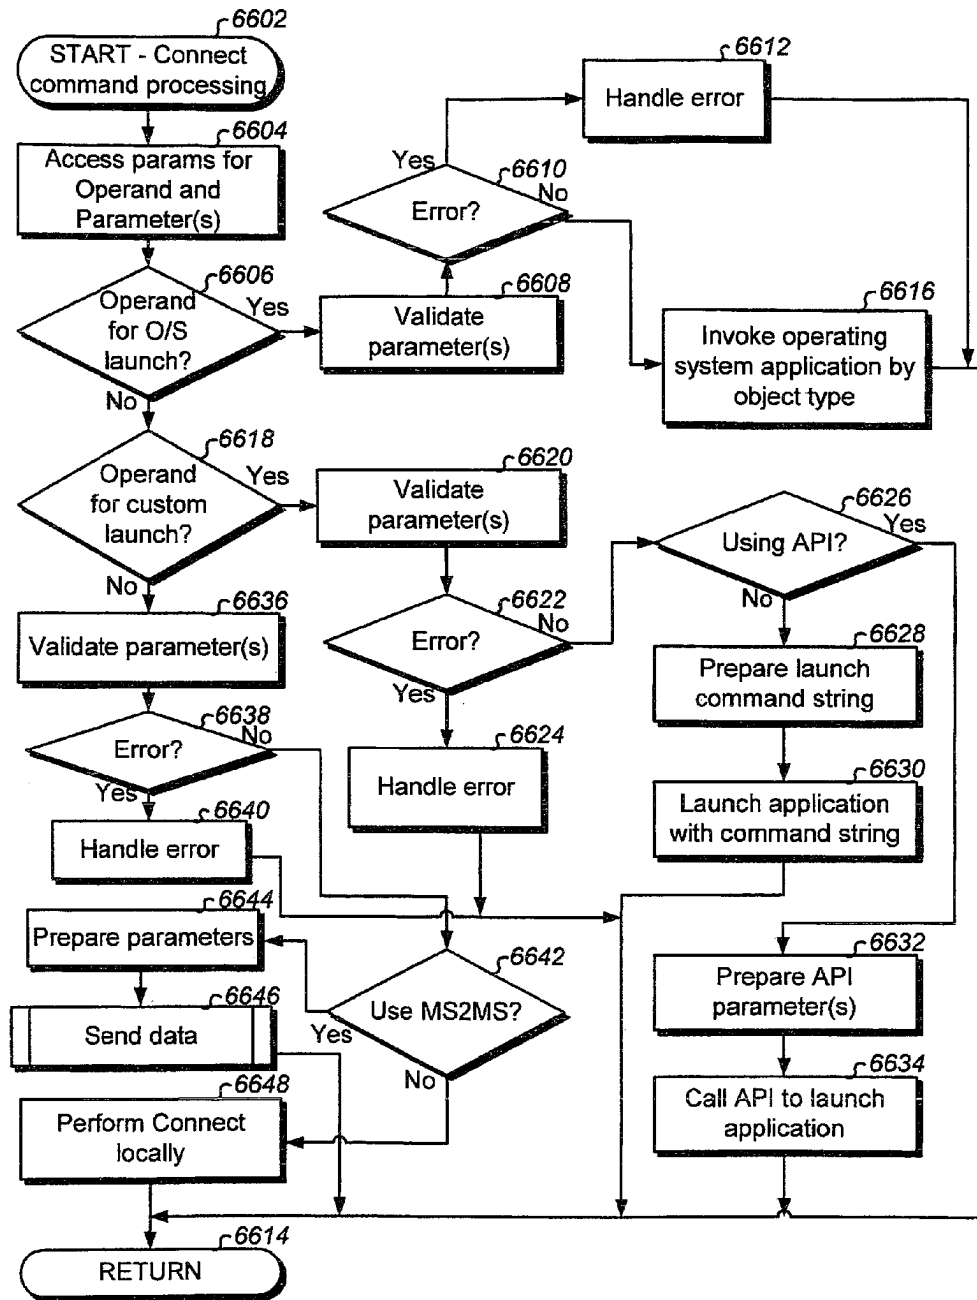 6602
START - Connect
command processing
6604
Access params for
Operand and
Parameter(s)
6606
Operand
for O/S
launch?
Yes
No
6608
Validate
parameter(s)
6610
Error?
Yes
No
6612
Handle error
6616
Invoke operating
system application by
object type
6618
Operand
for custom
launch?
Yes
No
6620
Validate
parameter(s)
6622
Error?
No
Yes
6624
Handle error
6626
Using API?
Yes
No
6628
Prepare launch
command string
6630
Launch application
with command string
6632
Prepare API
parameter(s)
6634
Call API to launch
application
6636
Validate parameter(s)
6638
Error?
No
Yes
6640
Handle error
6642
Use MS2MS?
Yes
No
6644
Prepare parameters
6646
Send data
6648
Perform Connect
locally
6614
RETURN